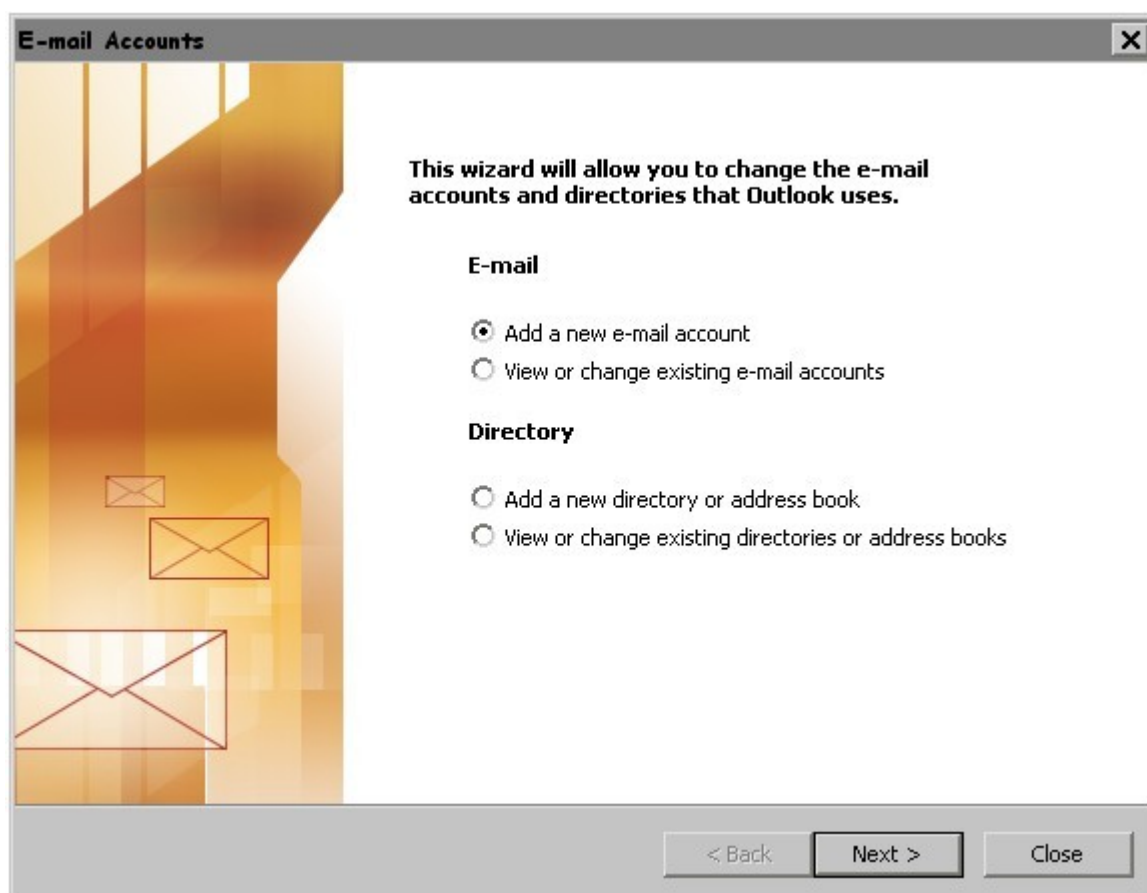 E-mail Accounts
This wizard will allow you to change the e-mail
accounts and directories that Outlook uses.
E-mail
Add a new e-mail account
View or change existing e-mail accounts
Directory
Add a new directory or address book
View or change existing directories or address books
< Back Next > Close